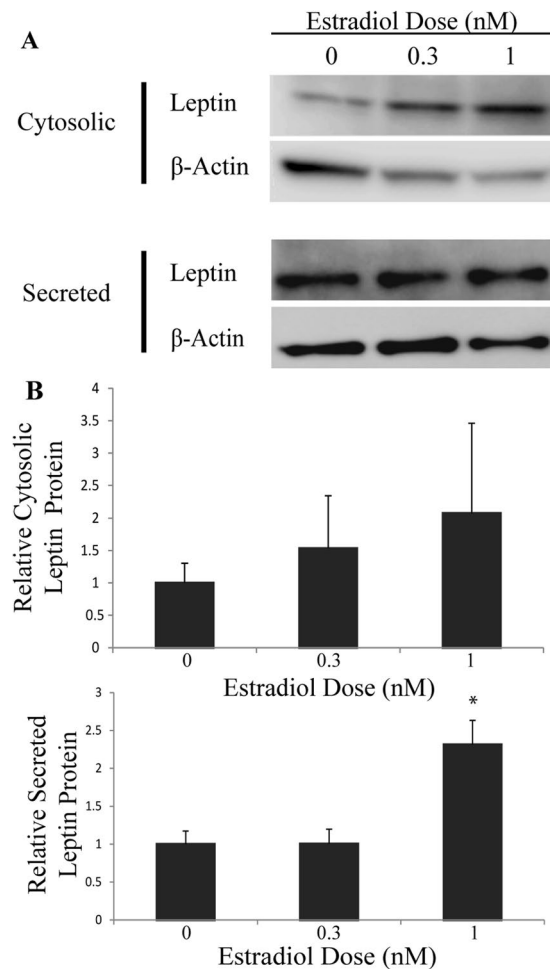 A
Estradiol Dose (nM)
0 0.3 1
Cytosolic
Leptin
β-Actin
Secreted
Leptin
β-Actin
B
Relative Cytosolic
Leptin Protein
4
3.5
3
2.5
2
1.5
1
0.5
0
0 0.3 1
Estradiol Dose (nM)
Relative Secreted
Leptin Protein
3
2.5
2
1.5
1
0.5
0
*
0 0.3 1
Estradiol Dose (nM)